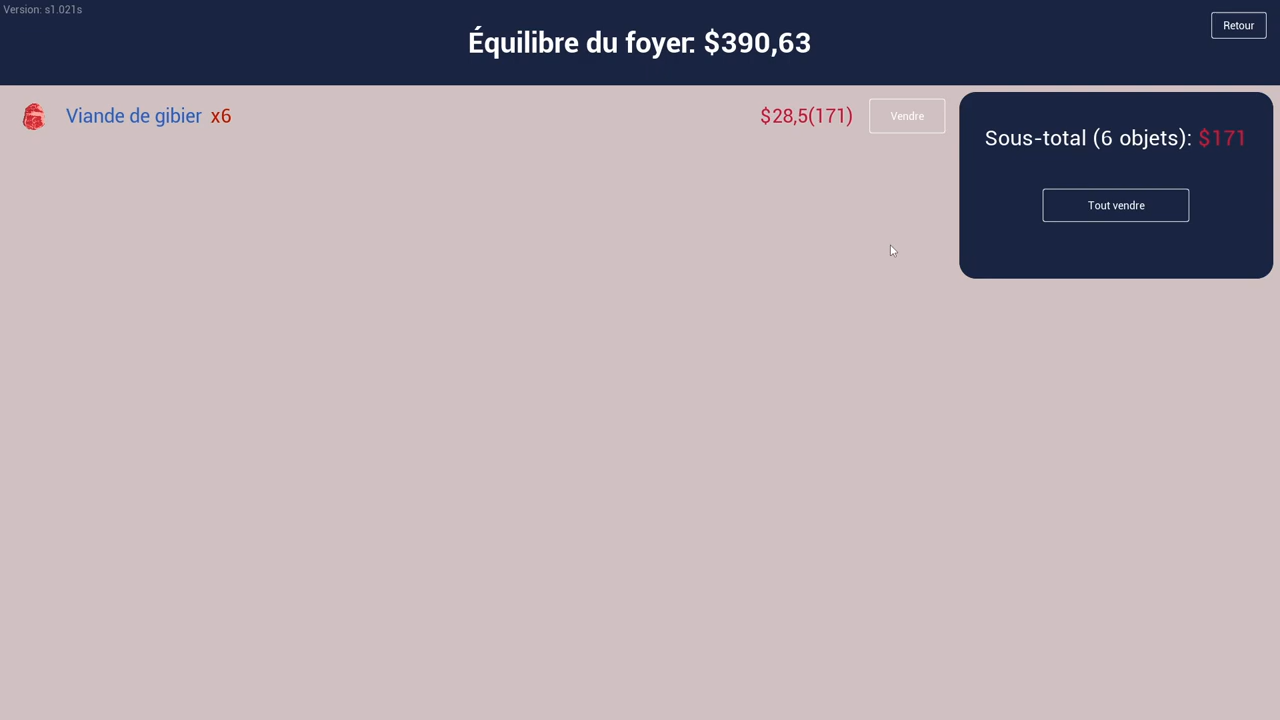 Version: s1.021s
Équilibre du foyer: $390,63
Retour
Viande de gibier x6 $28,5(171) Vendre
Sous-total (6 objets): $171
Tout vendre